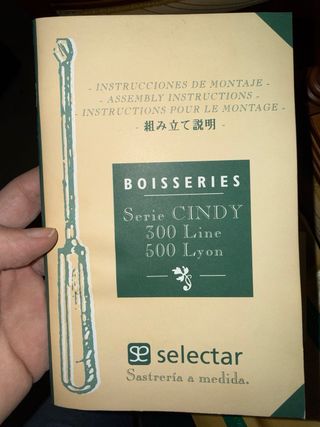 - INSTRUCCIONES DE MONTAJE -
- ASSEMBLY INSTRUCTIONS -
- INSTRUCTIONS POUR LE MONTAGE -
- 組み立て説明 -
BOISSERIES
Serie CINDY
300 Line
500 Lyon
se selectar
Sastrería a medida.